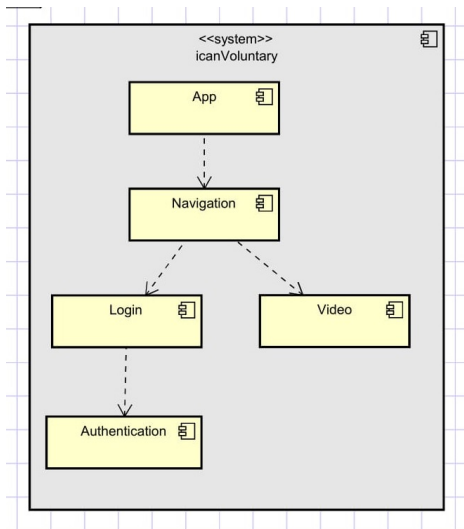 <<system>>
icanVoluntary
App
Navigation
Login
Video
Authentication